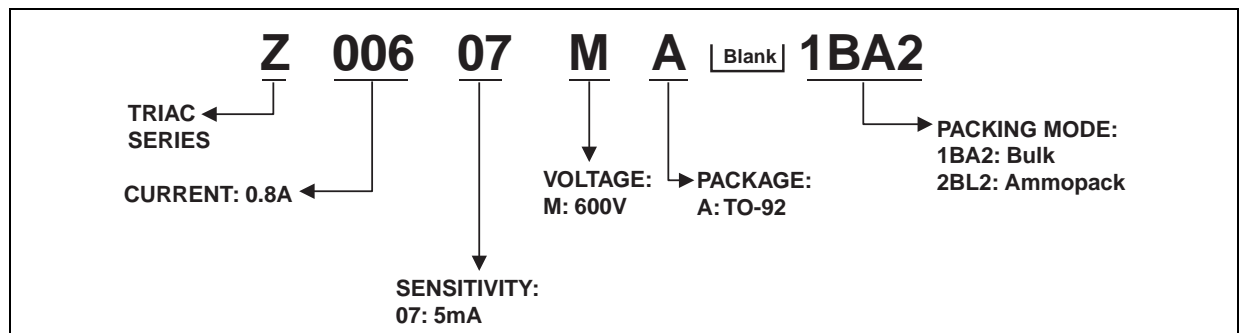 Z 006 07 M A Blank 1BA2
TRIAC
SERIES
CURRENT: 0.8A
SENSITIVITY:
07: 5mA
VOLTAGE:
M: 600V
PACKAGE:
A: TO-92
PACKING MODE:
1BA2: Bulk
2BL2: Ammopack